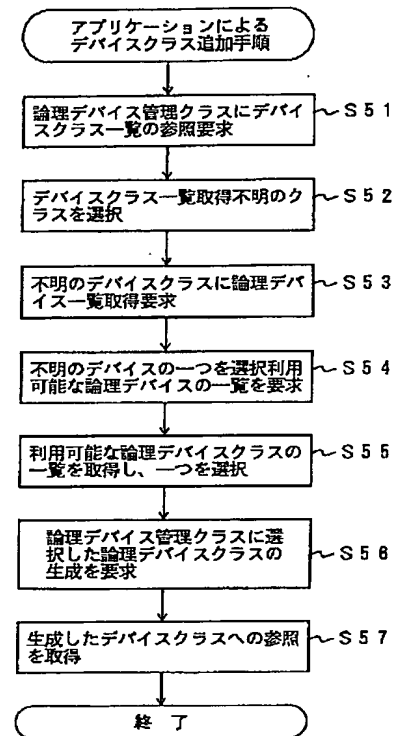 アプリケーションによる
デバイスクラス追加手順
論理デバイス管理クラスにデバイ
スクラス一覧の参照要求
S51
デバイスクラス一覧取得不明のク
ラスを選択
S52
不明のデバイスクラスに論理デバ
イス一覧取得要求
S53
不明のデバイスの一つを選択利用
可能な論理デバイスの一覧を要求
S54
利用可能な論理デバイスクラスの
一覧を取得し、一つを選択
S55
論理デバイス管理クラスに選
択した論理デバイスクラスの
生成を要求
S56
生成したデバイスクラスへの参照
を取得
S57
終了